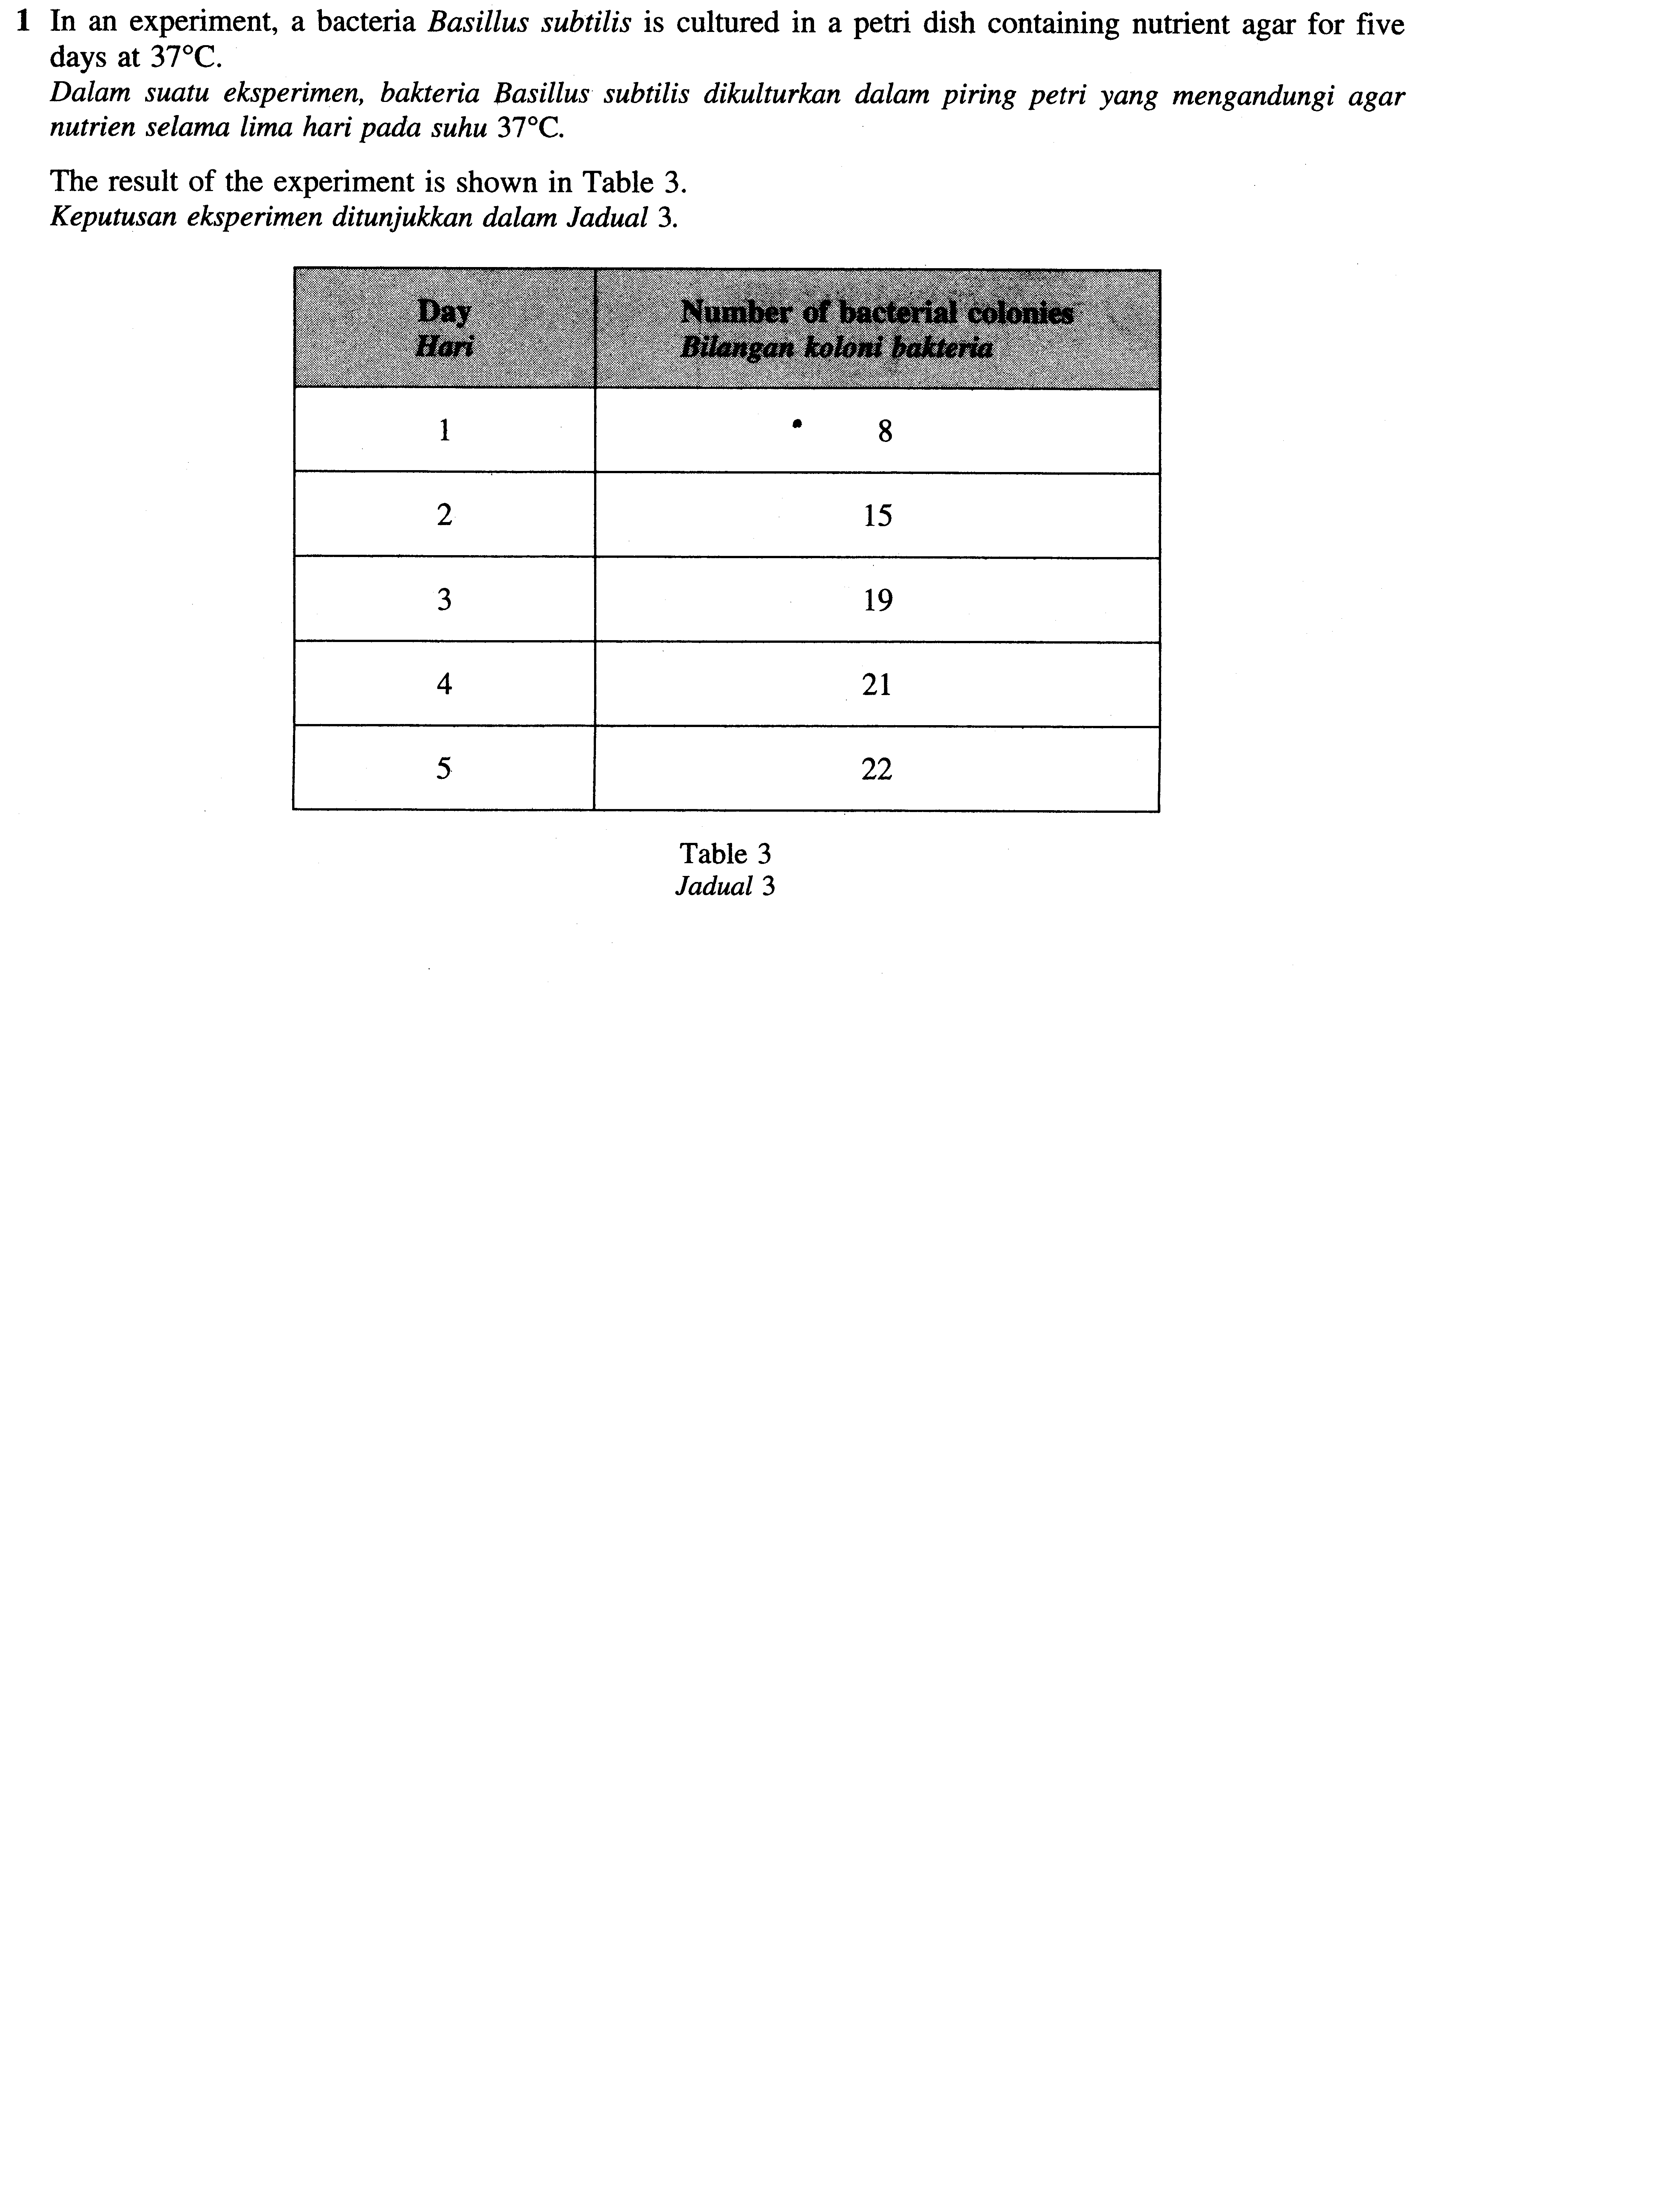 1 In an experiment, a bacteria Basillus subtilis is cultured in a petri dish containing nutrient agar for five
days at 37°C.
Dalam suatu eksperimen, bakteria Basillus subtilis dikulturkan dalam piring petri yang mengandungi agar
nutrien selama lima hari pada suhu 37°C.
The result of the experiment is shown in Table 3.
Keputusan eksperimen ditunjukkan dalam Jadual 3.
Day Number of bacterial colonies
Hari Bilangan koloni bakteria
1 8
2 15
3 19
4 21
5 22
Table 3
Jadual 3